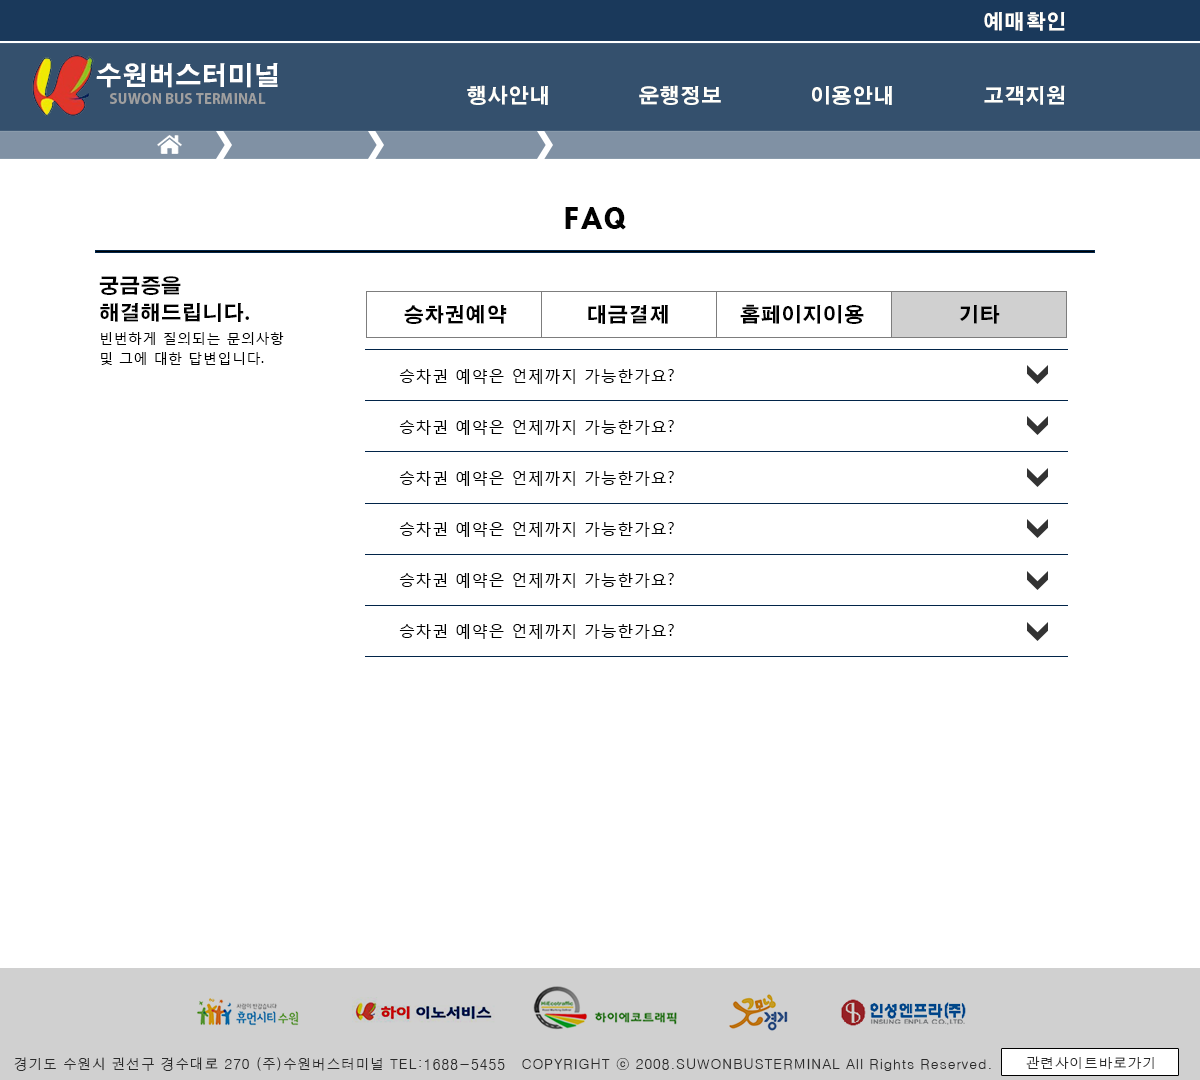 예매확인
수원버스터미널
SUWON BUS TERMINAL
행사안내 운행정보 이용안내 고객지원
FAQ
궁금증을
해결해드립니다.
빈번하게 질의되는 문의사항
및 그에 대한 답변입니다.
승차권예약 대금결제 홈페이지이용 기타
승차권 예약은 언제까지 가능한가요?
승차권 예약은 언제까지 가능한가요?
승차권 예약은 언제까지 가능한가요?
승차권 예약은 언제까지 가능한가요?
승차권 예약은 언제까지 가능한가요?
승차권 예약은 언제까지 가능한가요?
사람이 반갑습니다
휴먼시티 수원
하이 이노서비스
HiEcotraffic
하이에코트래픽
굿모닝
경기
인성엔프라(주)
INSUNG ENPLA CO.,LTD.
경기도 수원시 권선구 경수대로 270 (주)수원버스터미널 TEL:1688-5455 COPYRIGHT ⓒ 2008.SUWONBUSTERMINAL All Rights Reserved.
관련사이트바로가기